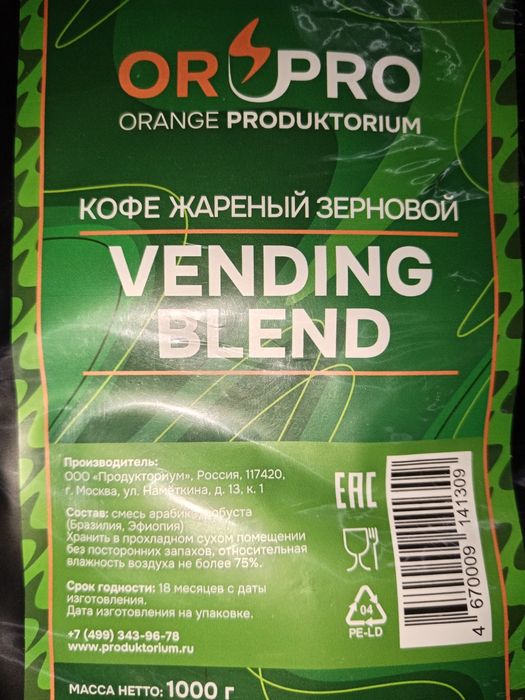 ORUPRO
ORANGE PRODUKTORIUM
КОФЕ ЖАРЕНЫЙ ЗЕРНОВОЙ
VENDING
BLEND
Производитель:
ООО «Продукториум», Россия, 117420,
г. Москва, ул. Намёткина, д. 13, к. 1
Состав: смесь арабика, робуста
(Бразилия, Эфиопия)
Хранить в прохладном сухом помещении
без посторонних запахов, относительная
влажность воздуха не более 75%.
Срок годности: 18 месяцев с даты
изготовления.
Дата изготовления на упаковке.
+7 (499) 343-96-78
www.produktorium.ru
МАССА НЕТТО: 1000 г
EAC
04
PE-LD
4 670009 141309